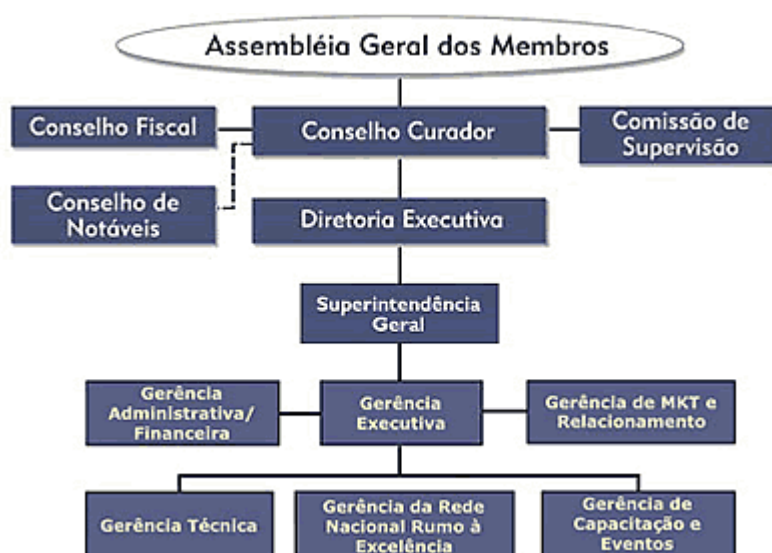 Assembléia Geral dos Membros
Conselho Fiscal
Conselho Curador
Comissão de
Supervisão
Conselho de
Notáveis
Diretoria Executiva
Superintendência
Geral
Gerência
Administrativa/
Financeira
Gerência
Executiva
Gerência de MKT e
Relacionamento
Gerência Técnica
Gerência da Rede
Nacional Rumo à
Excelência
Gerência de
Capacitação e
Eventos